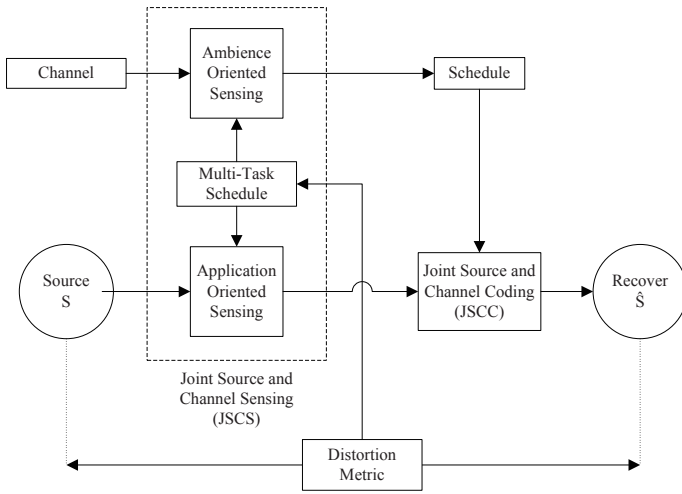 Channel
Ambience
Oriented
Sensing
Schedule
Multi-Task
Schedule
Source
S
Application
Oriented
Sensing
Joint Source and
Channel Coding
(JSCC)
Recover
Ŝ
Joint Source and
Channel Sensing
(JSCS)
Distortion
Metric